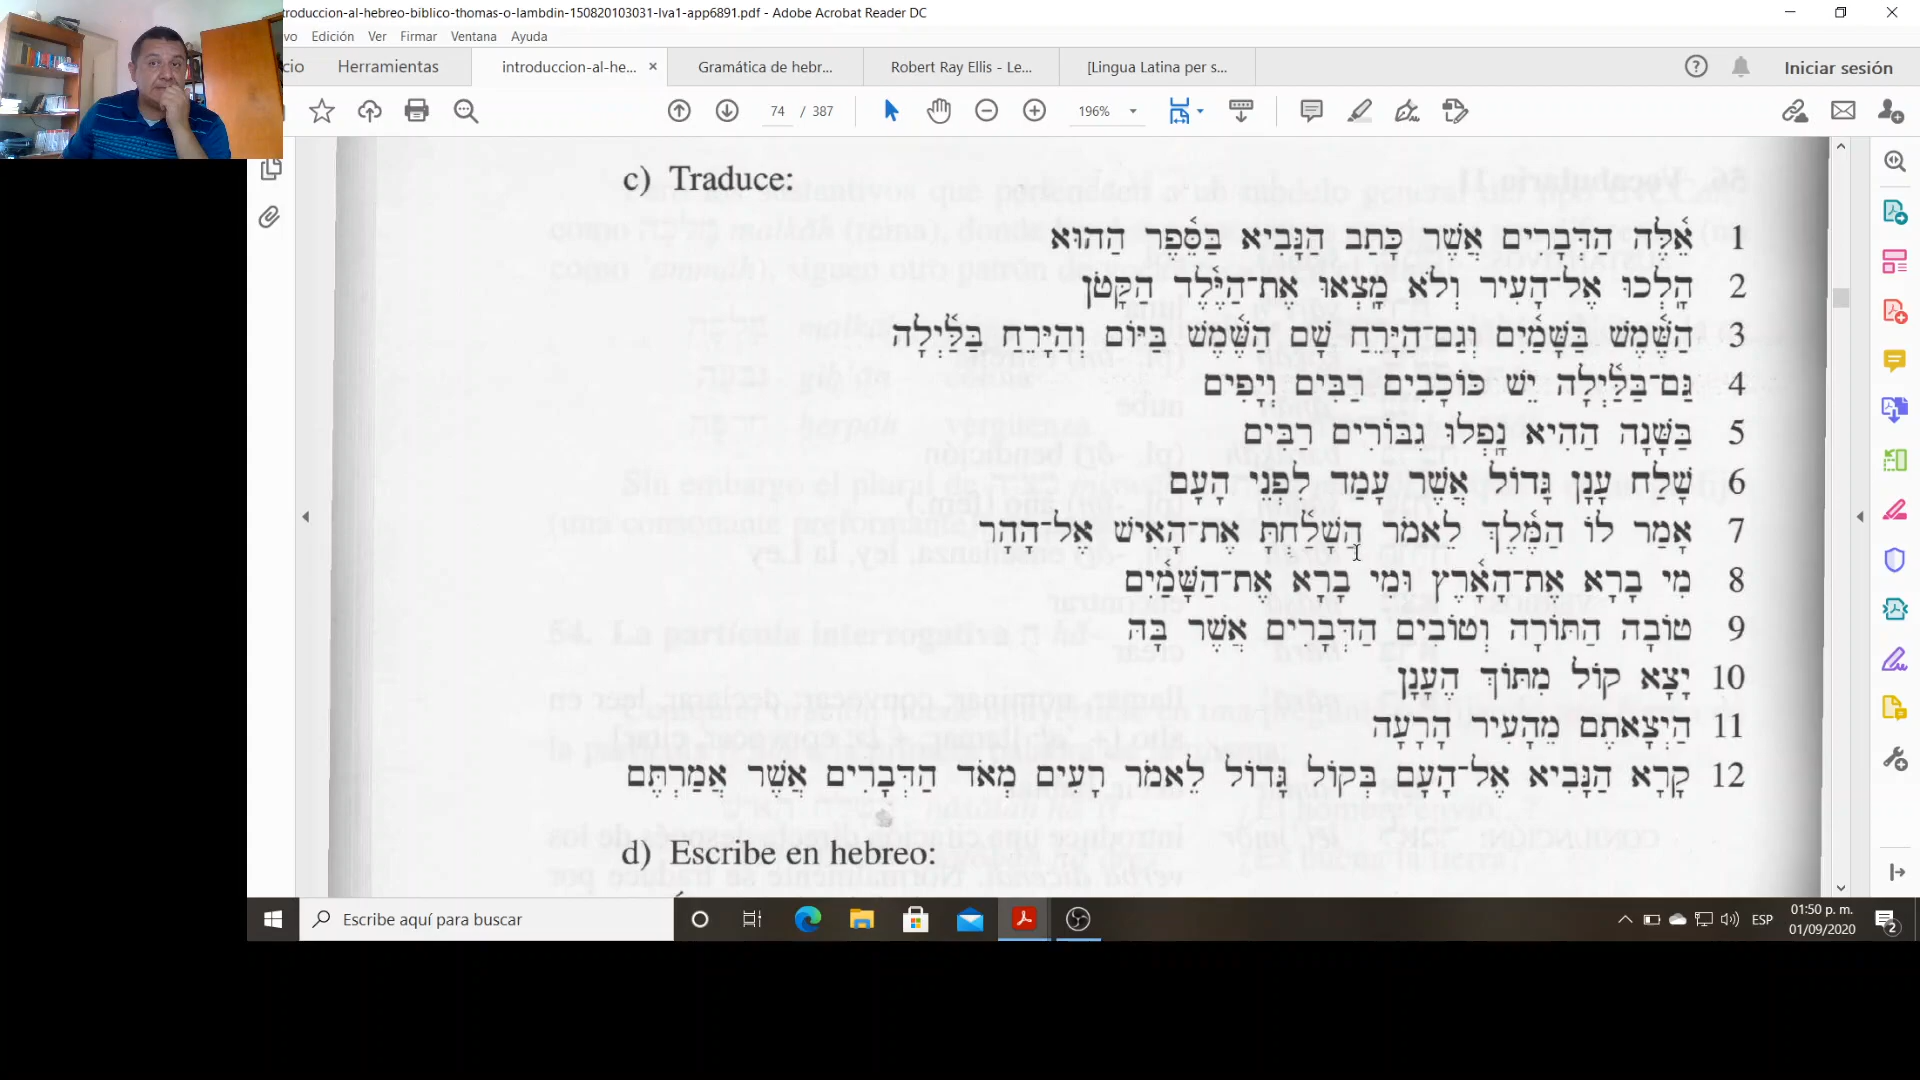 troduccion-al-hebreo-biblico-thomas-o-lambdin-150820103031-lva1-app6891.pdf - Adobe Acrobat Reader DC
vo Edición Ver Firmar Ventana Ayuda
cio Herramientas introduccion-al-he... × Gramática de hebr... Robert Ray Ellis - Le... [Lingua Latina per s... Iniciar sesión
74 / 387 196%
c) Traduce:
1 אֵ֫לֶּה הַדְּבָרִים אֲשֶׁר כָּתַב הַנָּבִיא בַּסֵּ֫פֶר הַהוּא
2 הָֽלְכוּ אֶל־הָעִיר וְלֹא מָֽצְאוּ אֶת־הַיֶּ֫לֶד הַקָּטֹן
3 הַשֶּׁ֫מֶשׁ בַּשָּׁמַ֫יִם וְגַם־הַיָּרֵחַ שָׁם הַשֶּׁ֫מֶשׁ בַּיּוֹם וְהַיָּרֵחַ בַּלַּ֫יְלָה
4 גַּם־בַּלַּ֫יְלָה יֵשׁ כּוֹכָבִים רַבִּים וְיָפִים
5 בַּשָּׁנָה הַהִיא נָֽפְלוּ גִּבּוֹרִים רַבִּים
6 שָׁלַח עָנָן גָּדוֹל אֲשֶׁר עָמַד לִפְנֵי הָעָם
7 אָמַר לוֹ הַמֶּ֫לֶךְ לֵאמֹר הֲשָׁלַ֫חְתָּ אֶת־הָאִישׁ אֶל־הָהָר
8 מִי בָרָא אֶת־הָאָ֫רֶץ וּמִי בָרָא אֶת־הַשָּׁמַ֫יִם
9 טוֹבָה הַתּוֹרָה וְטוֹבִים הַדְּבָרִים אֲשֶׁר בָּהּ
10 יָצָא קוֹל מִתּוֹךְ הֶעָנָן
11 הַיְצָאתֶם מֵהָעִיר הָרָעָה
12 קָרָא הַנָּבִיא אֶל־הָעָם בְּקוֹל גָּדוֹל לֵאמֹר רָעִים מְאֹד הַדְּבָרִים אֲשֶׁר אֲמַרְתֶּם
d) Escribe en hebreo:
Escribe aquí para buscar
ESP
01:50 p. m.
01/09/2020
2